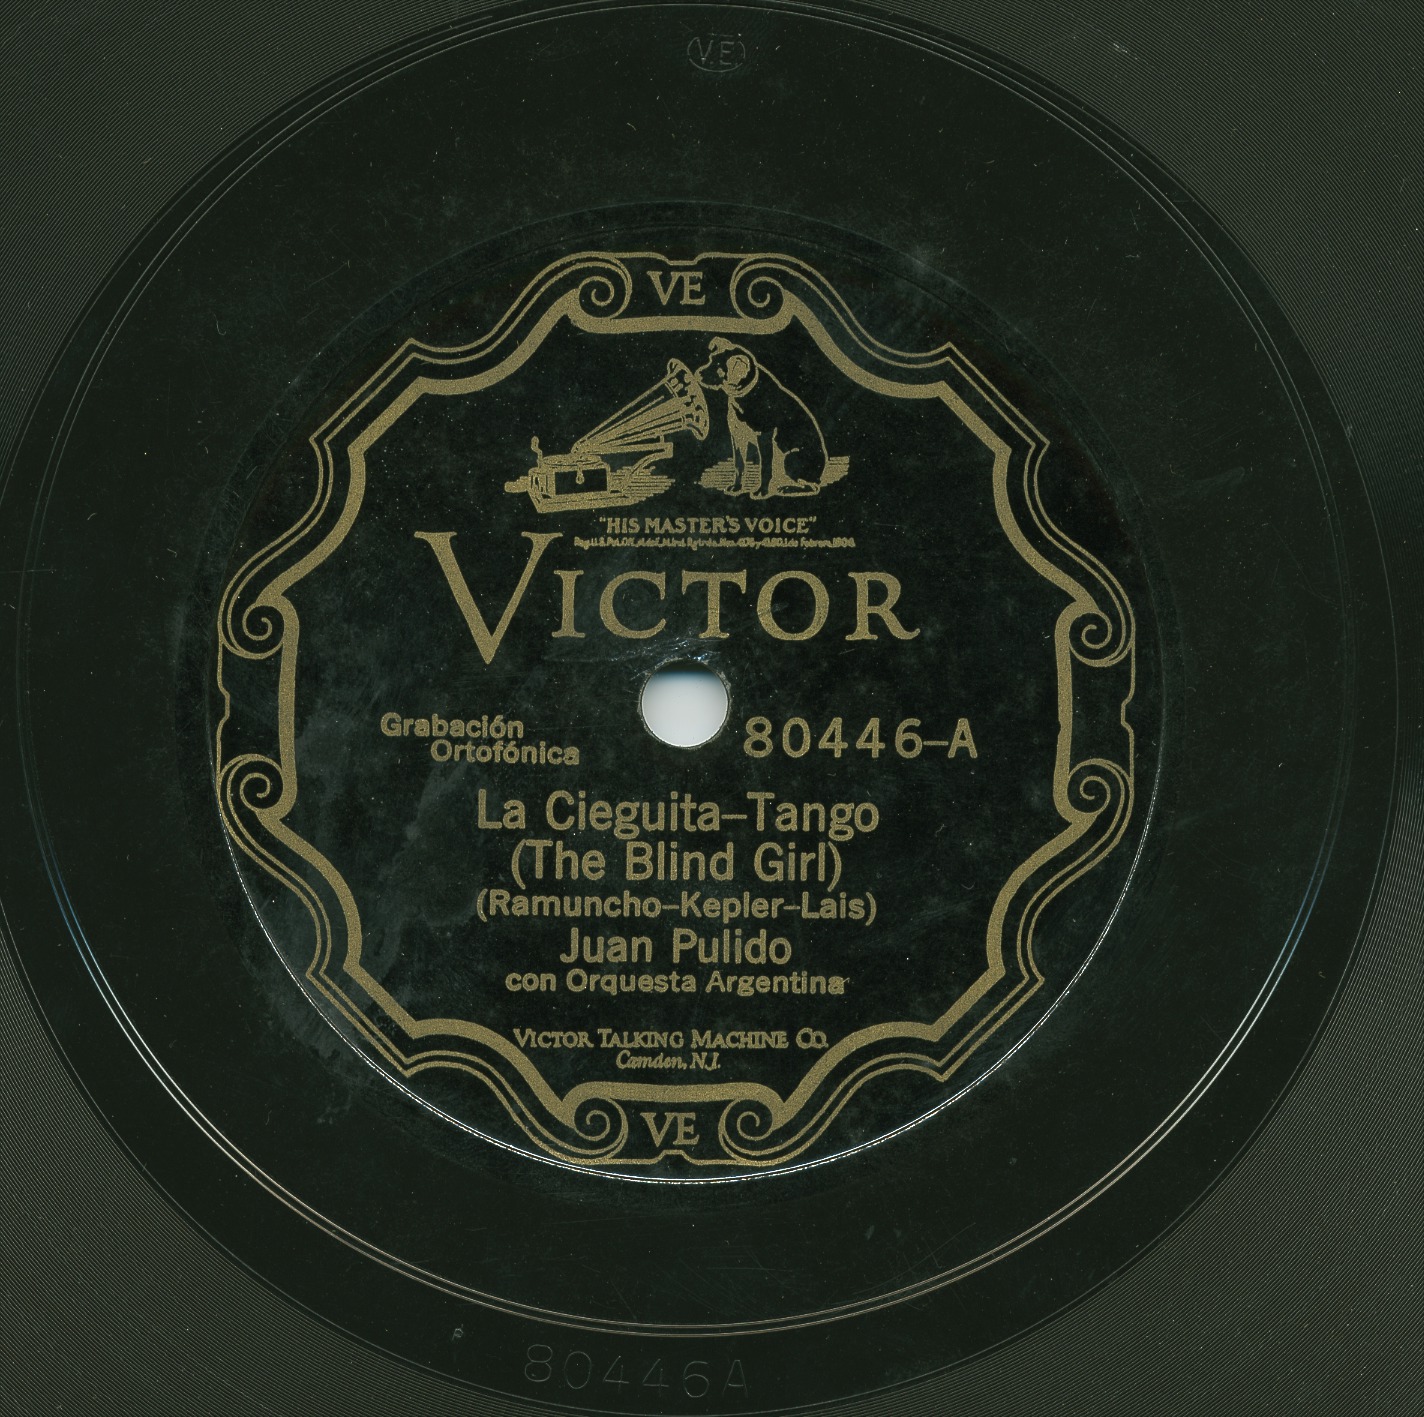 VE
VE
"HIS MASTER'S VOICE"
VICTOR
Grabación
Ortofónica
80446-A
La Cieguita-Tango
(The Blind Girl)
(Ramuncho-Kepler-Lais)
Juan Pulido
con Orquesta Argentina
VICTOR TALKING MACHINE CO.
Camden, N.J.
VE
80446A